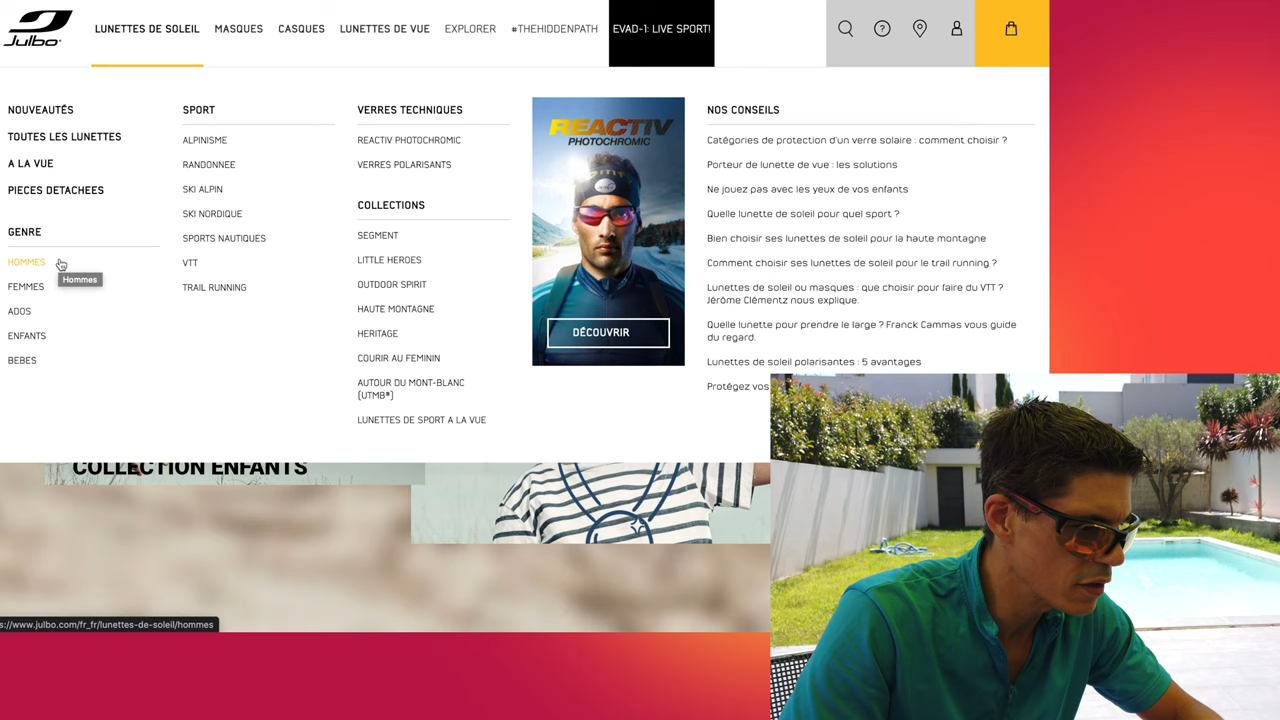 Julbo
LUNETTES DE SOLEIL
MASQUES
CASQUES
LUNETTES DE VUE
EXPLORER
#THEHIDDENPATH
EVAD-1: LIVE SPORT!
NOUVEAUTÉS
TOUTES LES LUNETTES
A LA VUE
PIECES DETACHEES
GENRE
HOMMES
Hommes
FEMMES
ADOS
ENFANTS
BEBES
SPORT
ALPINISME
RANDONNEE
SKI ALPIN
SKI NORDIQUE
SPORTS NAUTIQUES
VTT
TRAIL RUNNING
VERRES TECHNIQUES
REACTIV PHOTOCHROMIC
VERRES POLARISANTS
COLLECTIONS
SEGMENT
LITTLE HEROES
OUTDOOR SPIRIT
HAUTE MONTAGNE
HERITAGE
COURIR AU FEMININ
AUTOUR DU MONT-BLANC
(UTMB®)
LUNETTES DE SPORT A LA VUE
REACTIV
PHOTOCHROMIC
DÉCOUVRIR
NOS CONSEILS
Catégories de protection d'un verre solaire : comment choisir ?
Porteur de lunette de vue : les solutions
Ne jouez pas avec les yeux de vos enfants
Quelle lunette de soleil pour quel sport ?
Bien choisir ses lunettes de soleil pour la haute montagne
Comment choisir ses lunettes de soleil pour le trail running ?
Lunettes de soleil ou masques : que choisir pour faire du VTT ?
Jérôme Clémentz nous explique.
Quelle lunette pour prendre le large ? Franck Cammas vous guide
du regard.
Lunettes de soleil polarisantes : 5 avantages
Protégez vos
COLLECTION ENFANTS
s://www.julbo.com/fr_fr/lunettes-de-soleil/hommes